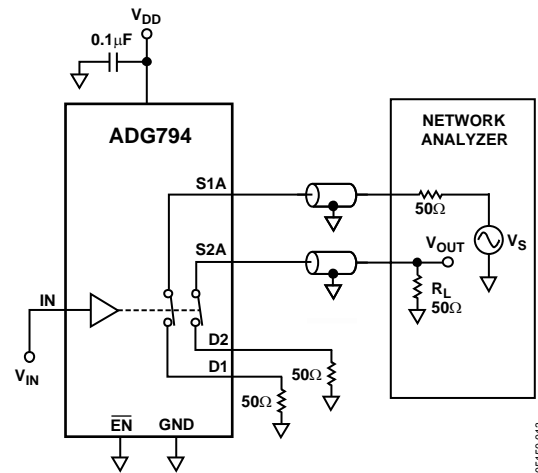 VDD
0.1μF
ADG794
NETWORK
ANALYZER
S1A
50Ω
VS
S2A
VOUT
RL
50Ω
IN
VIN
D2
D1
50Ω
50Ω
EN
GND